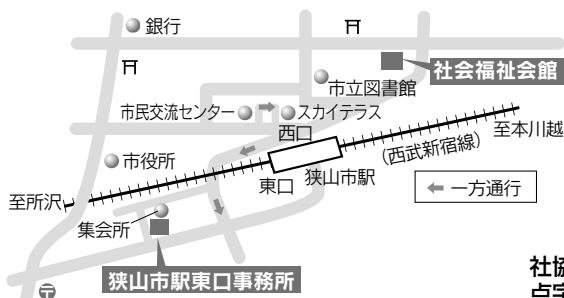 銀行
社会福祉会館
市立図書館
市民交流センター
スカイテラス
西口
至本川越
(西武新宿線)
市役所
狭山市駅
東口
一方通行
至所沢
集会所
狭山市駅東口事務所
社協
点字